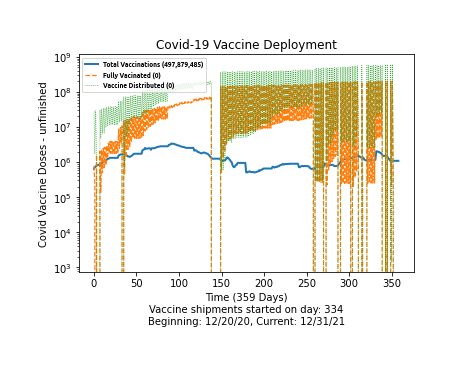 Covid-19 Vaccine Deployment
Total Vaccinations (497,879,485)
Fully Vacinated (0)
Vaccine Distributed (0)
Covid Vaccine Doses - unfinished
10⁹
10⁸
10⁷
10⁶
10⁵
10⁴
10³
0 50 100 150 200 250 300 350
Time (359 Days)
Vaccine shipments started on day: 334
Beginning: 12/20/20, Current: 12/31/21